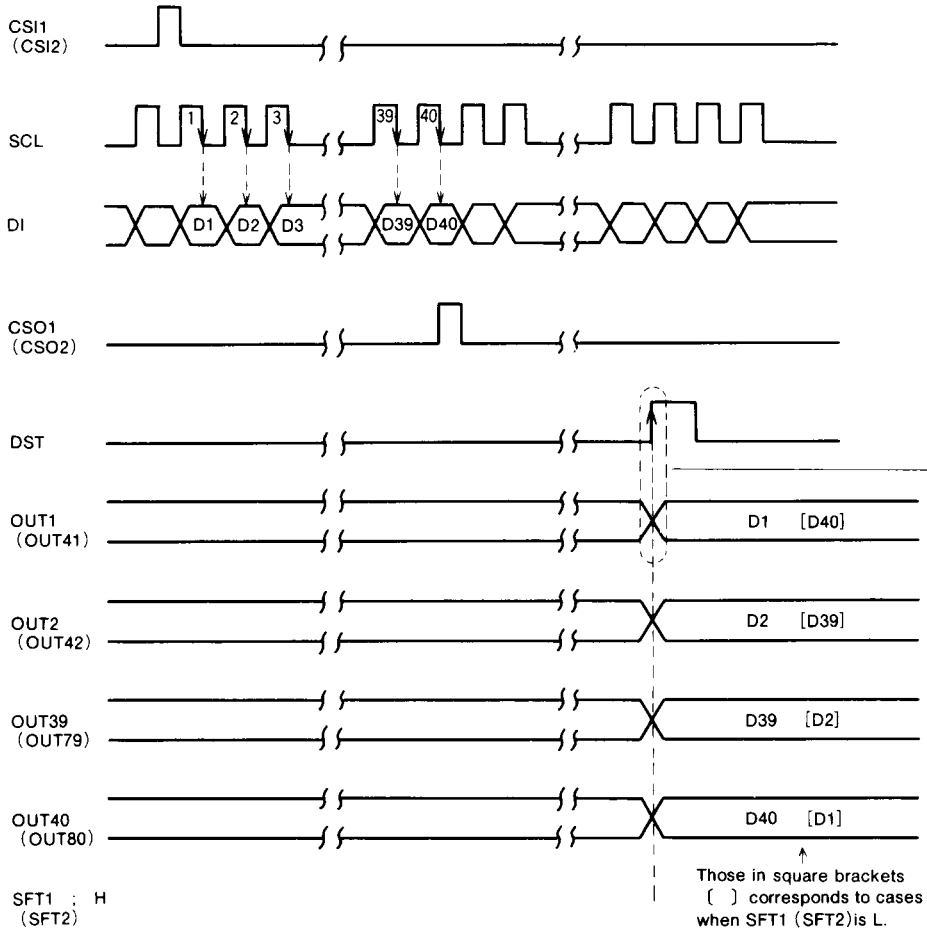 CSI1
(CSI2)
SCL
1 2 3 39 40
DI
D1 D2 D3 D39 D40
CSO1
(CSO2)
DST
OUT1
(OUT41)
D1 [D40]
OUT2
(OUT42)
D2 [D39]
OUT39
(OUT79)
D39 [D2]
OUT40
(OUT80)
D40 [D1]
SFT1 ; H
(SFT2)
Those in square brackets
[ ] corresponds to cases
when SFT1 (SFT2) is L.